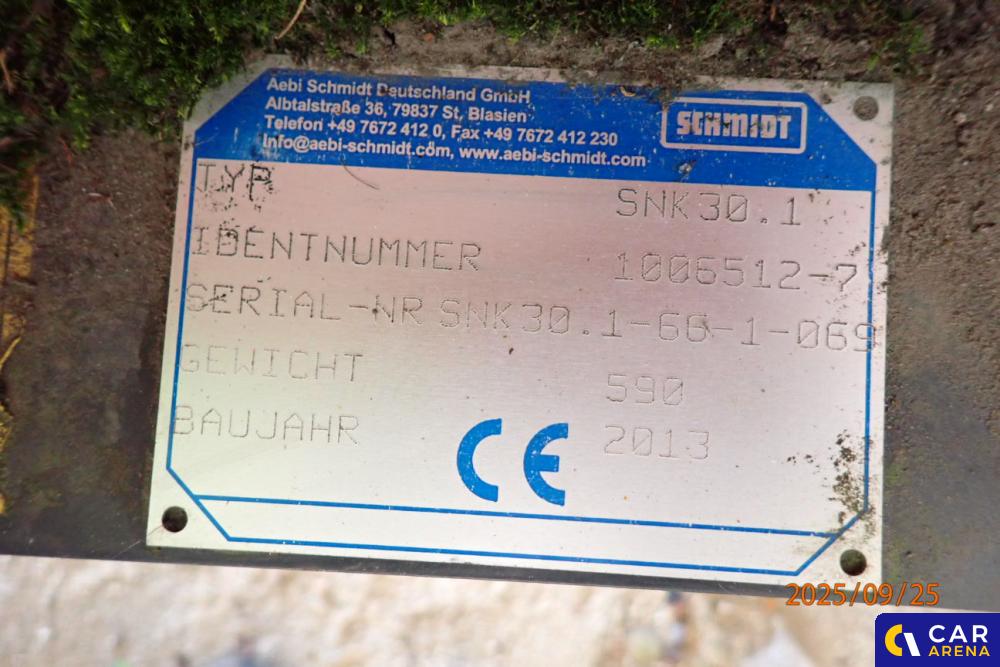 Aebi Schmidt Deutschland GmbH
Albtalstraße 36, 79837 St. Blasien
Telefon +49 7672 412 0, Fax +49 7672 412 230
Info@aebi-schmidt.com, www.aebi-schmidt.com
SCHMIDT
TYP SNK30.1
IDENTNUMMER 1006512-7
SERIAL-NR SNK30.1-66-1-069
GEWICHT 590
BAUJAHR 2013
CE
2025/09/25
CAR
ARENA